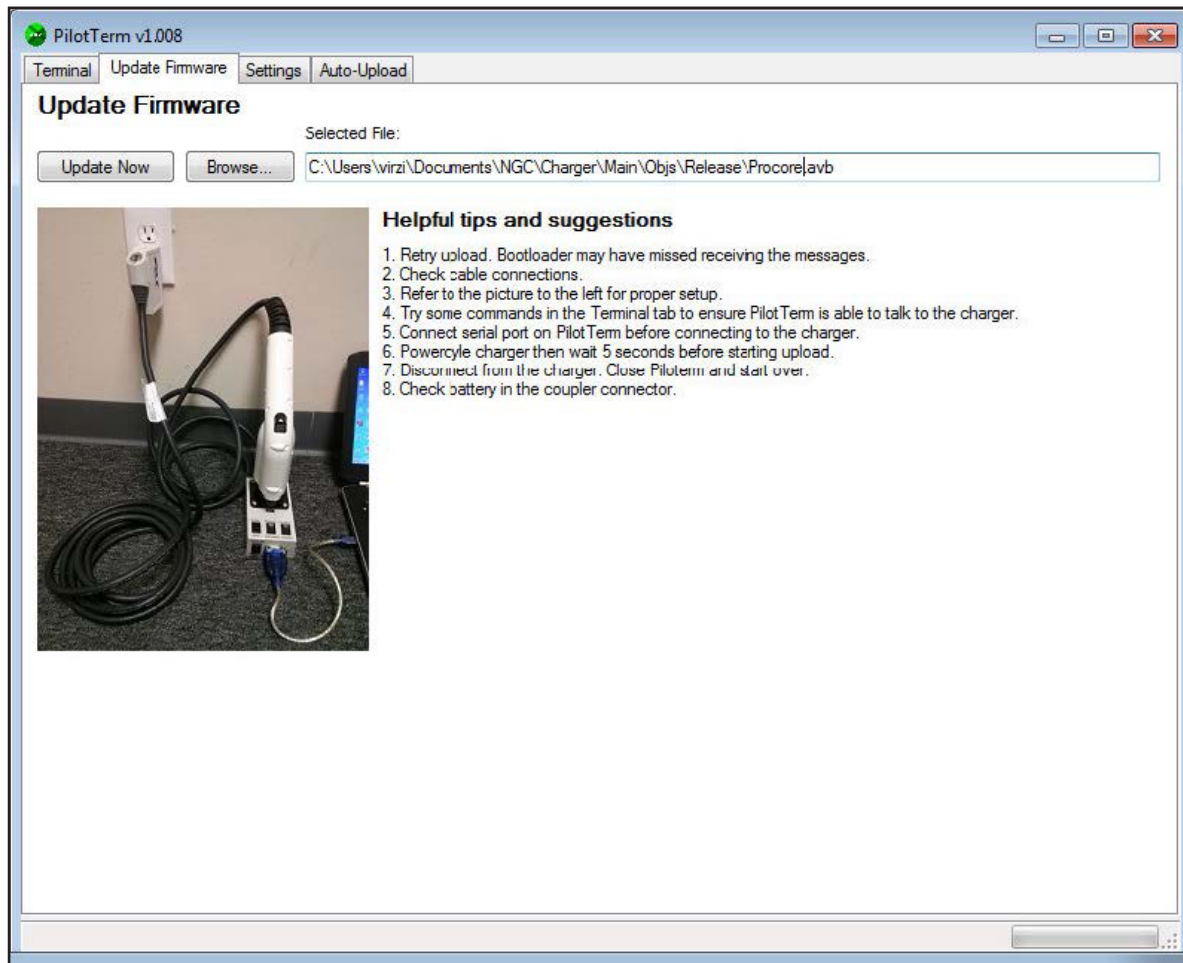 PilotTerm v1.008
Terminal Update Firmware Settings Auto-Upload
Update Firmware
Selected File:
Update Now Browse... C:\Users\virzi\Documents\NGC\Charger\Main\Objs\Release\Procore.avb
Helpful tips and suggestions
1. Retry upload. Bootloader may have missed receiving the messages.
2. Check cable connections.
3. Refer to the picture to the left for proper setup.
4. Try some commands in the Terminal tab to ensure PilotTerm is able to talk to the charger.
5. Connect serial port on PilotTerm before connecting to the charger.
6. Powercyle charger then wait 5 seconds before starting upload.
7. Disconnect from the charger. Close Piloterm and start over.
8. Check battery in the coupler connector.